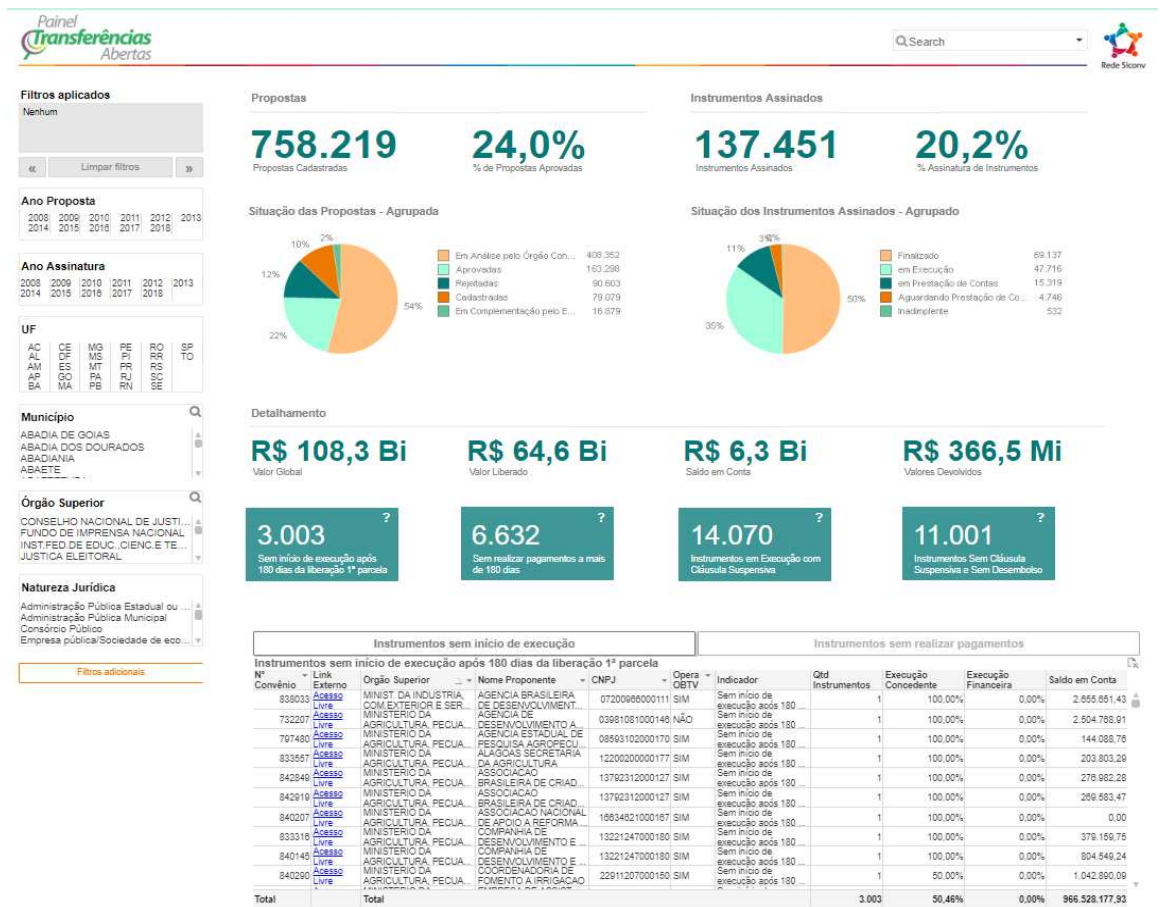 Painel
Transferências
Abertas
Search
Rede Siconv
Filtros aplicados
Nenhum
« Limpar filtros »
Ano Proposta
2008 2009 2010 2011 2012 2013
2014 2015 2016 2017 2018
Ano Assinatura
2008 2009 2010 2011 2012 2013
2014 2015 2016 2017 2018
UF
AC CE MG PE RO SP
AL DF MS PI RR TO
AM ES MT PR RS
AP GO PA RJ SC
BA MA PB RN SE
Município
ABADIA DE GOIAS
ABADIA DOS DOURADOS
ABADIANIA
ABAETE
Órgão Superior
CONSELHO NACIONAL DE JUSTI...
FUNDO DE IMPRENSA NACIONAL
INST.FED.DE EDUC.,CIENC.E TE...
JUSTICA ELEITORAL
Natureza Jurídica
Administração Pública Estadual ou ...
Administração Pública Municipal
Consórcio Público
Empresa pública/Sociedade de eco...
Filtros adicionais
Propostas
758.219 24,0%
Propostas Cadastradas % de Propostas Aprovadas
Instrumentos Assinados
137.451 20,2%
Instrumentos Assinados % Assinatura de Instrumentos
Situação das Propostas - Agrupada
2%
10%
12%
22%
54%
Em Análise pelo Órgão Con... 408.352
Aprovadas 163.298
Rejeitadas 90.603
Cadastradas 79.079
Em Complementação pelo E... 16.879
Situação dos Instrumentos Assinados - Agrupado
11%
35%
50%
Finalizado 69.137
em Execução 47.716
em Prestação de Contas 15.319
Aguardando Prestação de Co... 4.746
Inadimplente 532
Detalhamento
R$ 108,3 Bi R$ 64,6 Bi R$ 6,3 Bi R$ 366,5 Mi
Valor Global Valor Liberado Saldo em Conta Valores Devolvidos
3.003 ?
Sem início de execução após
180 dias da liberação 1ª parcela
6.632 ?
Sem realizar pagamentos a mais
de 180 dias
14.070 ?
Instrumentos em Execução com
Cláusula Suspensiva
11.001 ?
Instrumentos Sem Cláusula
Suspensiva e Sem Desembolso
Instrumentos sem início de execução Instrumentos sem realizar pagamentos
Instrumentos sem início de execução após 180 dias da liberação 1ª parcela
N° Link Opera Qtd Execução Execução
Convênio Externo Orgão Superior Nome Proponente CNPJ OBTV Indicador Instrumentos Concedente Financeira Saldo em Conta
Acesso MINIST. DA INDUSTRIA, AGENCIA BRASILEIRA Sem início de
838033 Livre COM.EXTERIOR E SER... DE DESENVOLVIMENT... 07200966000111 SIM execução após 180 ... 1 100,00% 0,00% 2.655.651,43
Acesso MINISTERIO DA AGENCIA DE Sem início de
732207 Livre AGRICULTURA, PECUA... DESENVOLVIMENTO A... 03981081000146 NÃO execução após 180 ... 1 100,00% 0,00% 2.504.768,91
Acesso MINISTERIO DA AGENCIA ESTADUAL DE Sem início de
797480 Livre AGRICULTURA, PECUA... PESQUISA AGROPECU... 08593102000170 SIM execução após 180 ... 1 100,00% 0,00% 144.088,76
Acesso MINISTERIO DA ALAGOAS SECRETARIA Sem início de
833557 Livre AGRICULTURA, PECUA... DA AGRICULTURA 12200200000177 SIM execução após 180 ... 1 100,00% 0,00% 203.803,29
Acesso MINISTERIO DA ASSOCIACAO Sem início de
842849 Livre AGRICULTURA, PECUA... BRASILEIRA DE CRIAD... 13792312000127 SIM execução após 180 ... 1 100,00% 0,00% 276.982,28
Acesso MINISTERIO DA ASSOCIACAO Sem início de
842919 Livre AGRICULTURA, PECUA... BRASILEIRA DE CRIAD... 13792312000127 SIM execução após 180 ... 1 100,00% 0,00% 269.583,47
Acesso MINISTERIO DA ASSOCIACAO NACIONAL Sem início de
840207 Livre AGRICULTURA, PECUA... DE APOIO A REFORMA ... 16634621000167 SIM execução após 180 ... 1 100,00% 0,00% 0,00
Acesso MINISTERIO DA COMPANHIA DE Sem início de
833316 Livre AGRICULTURA, PECUA... DESENVOLVIMENTO E ... 13221247000180 SIM execução após 180 ... 1 100,00% 0,00% 379.159,75
Acesso MINISTERIO DA COMPANHIA DE Sem início de
840145 Livre AGRICULTURA, PECUA... DESENVOLVIMENTO E ... 13221247000180 SIM execução após 180 ... 1 100,00% 0,00% 804.549,24
Acesso MINISTERIO DA COORDENADORIA DE Sem início de
840290 Livre AGRICULTURA, PECUA... FOMENTO A IRRIGACAO 22911207000150 SIM execução após 180 ... 1 50,00% 0,00% 1.042.890,09
Total Total 3.003 50,46% 0,00% 966.528.177,93